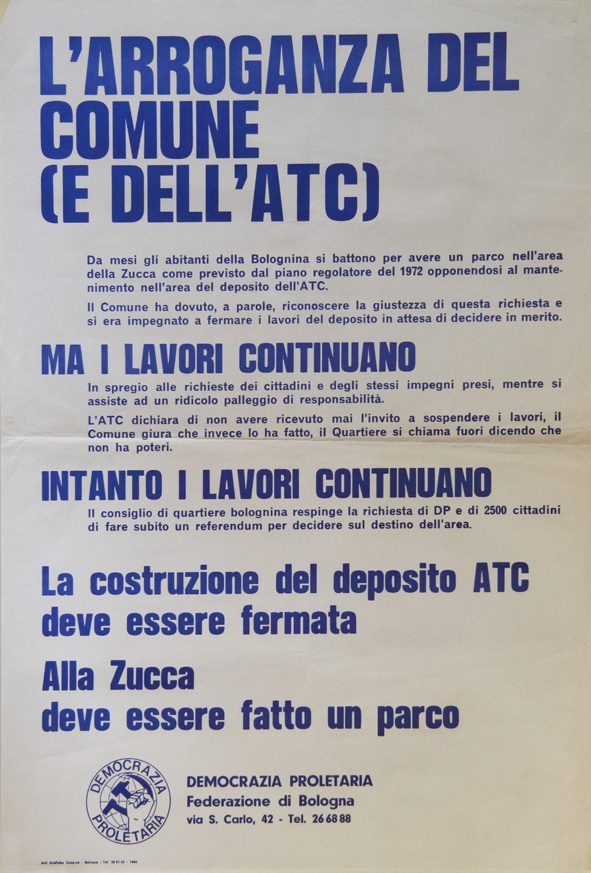 L'ARROGANZA DEL
COMUNE
(E DELL'ATC)
Da mesi gli abitanti della Bolognina si battono per avere un parco nell'area
della Zucca come previsto dal piano regolatore del 1972 opponendosi al mante-
nimento nell'area del deposito dell'ATC.
Il Comune ha dovuto, a parole, riconoscere la giustezza di questa richiesta e
si era impegnato a fermare i lavori del deposito in attesa di decidere in merito.
MA I LAVORI CONTINUANO
In spregio alle richieste dei cittadini e degli stessi impegni presi, mentre si
assiste ad un ridicolo palleggio di responsabilità.
L'ATC dichiara di non avere ricevuto mai l'invito a sospendere i lavori, il
Comune giura che invece lo ha fatto, il Quartiere si chiama fuori dicendo che
non ha poteri.
INTANTO I LAVORI CONTINUANO
Il consiglio di quartiere bolognina respinge la richiesta di DP e di 2500 cittadini
di fare subito un referendum per decidere sul destino dell'area.
La costruzione del deposito ATC
deve essere fermata
Alla Zucca
deve essere fatto un parco
DEMOCRAZIA
PROLETARIA
DEMOCRAZIA PROLETARIA
Federazione di Bologna
via S. Carlo, 42 - Tel. 26 68 88